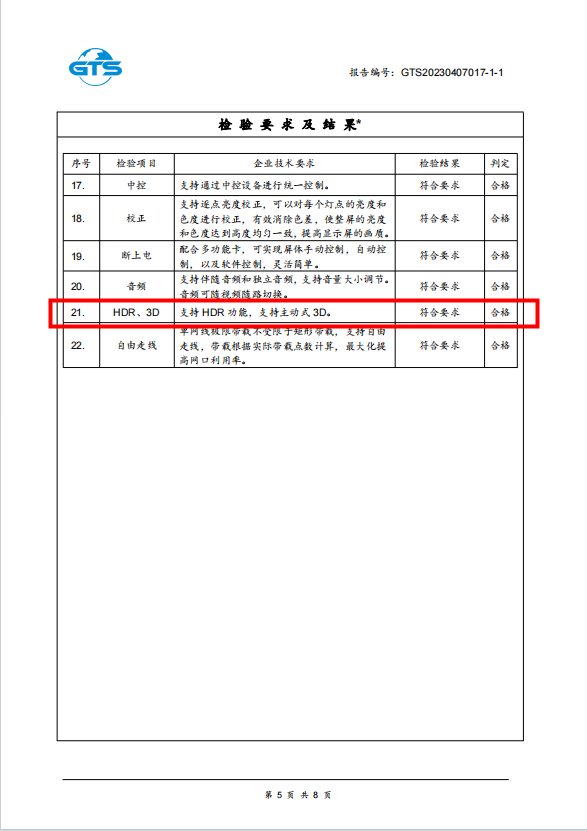 GTS
报告编号：GTS20230407017-1-1
检验要求及结果*
序号 检验项目 企业技术要求 检验结果 判定
17. 中控 支持通过中控设备进行统一控制。 符合要求 合格
支持逐点亮度校正，可以对每个灯点的亮度和
18. 校正 色度进行校正，有效消除色差，使整屏的亮度 符合要求 合格
和色度达到高度均匀一致，提高显示屏的画质。
19. 断上电 配合多功能卡，可实现屏体手动控制，自动控 符合要求 合格
制，以及软件控制，灵活简单。
20. 音频 支持伴随音频和独立音频，支持音量大小调节。 符合要求 合格
音频可随视频随路切换。
21. HDR、3D 支持 HDR 功能，支持主动式 3D。 符合要求 合格
单网线极限带载不受限于矩形带载，支持自由
22. 自由走线 走线，带载根据实际带载点数计算，最大化提 符合要求 合格
高网口利用率。
第 5 页 共 8 页